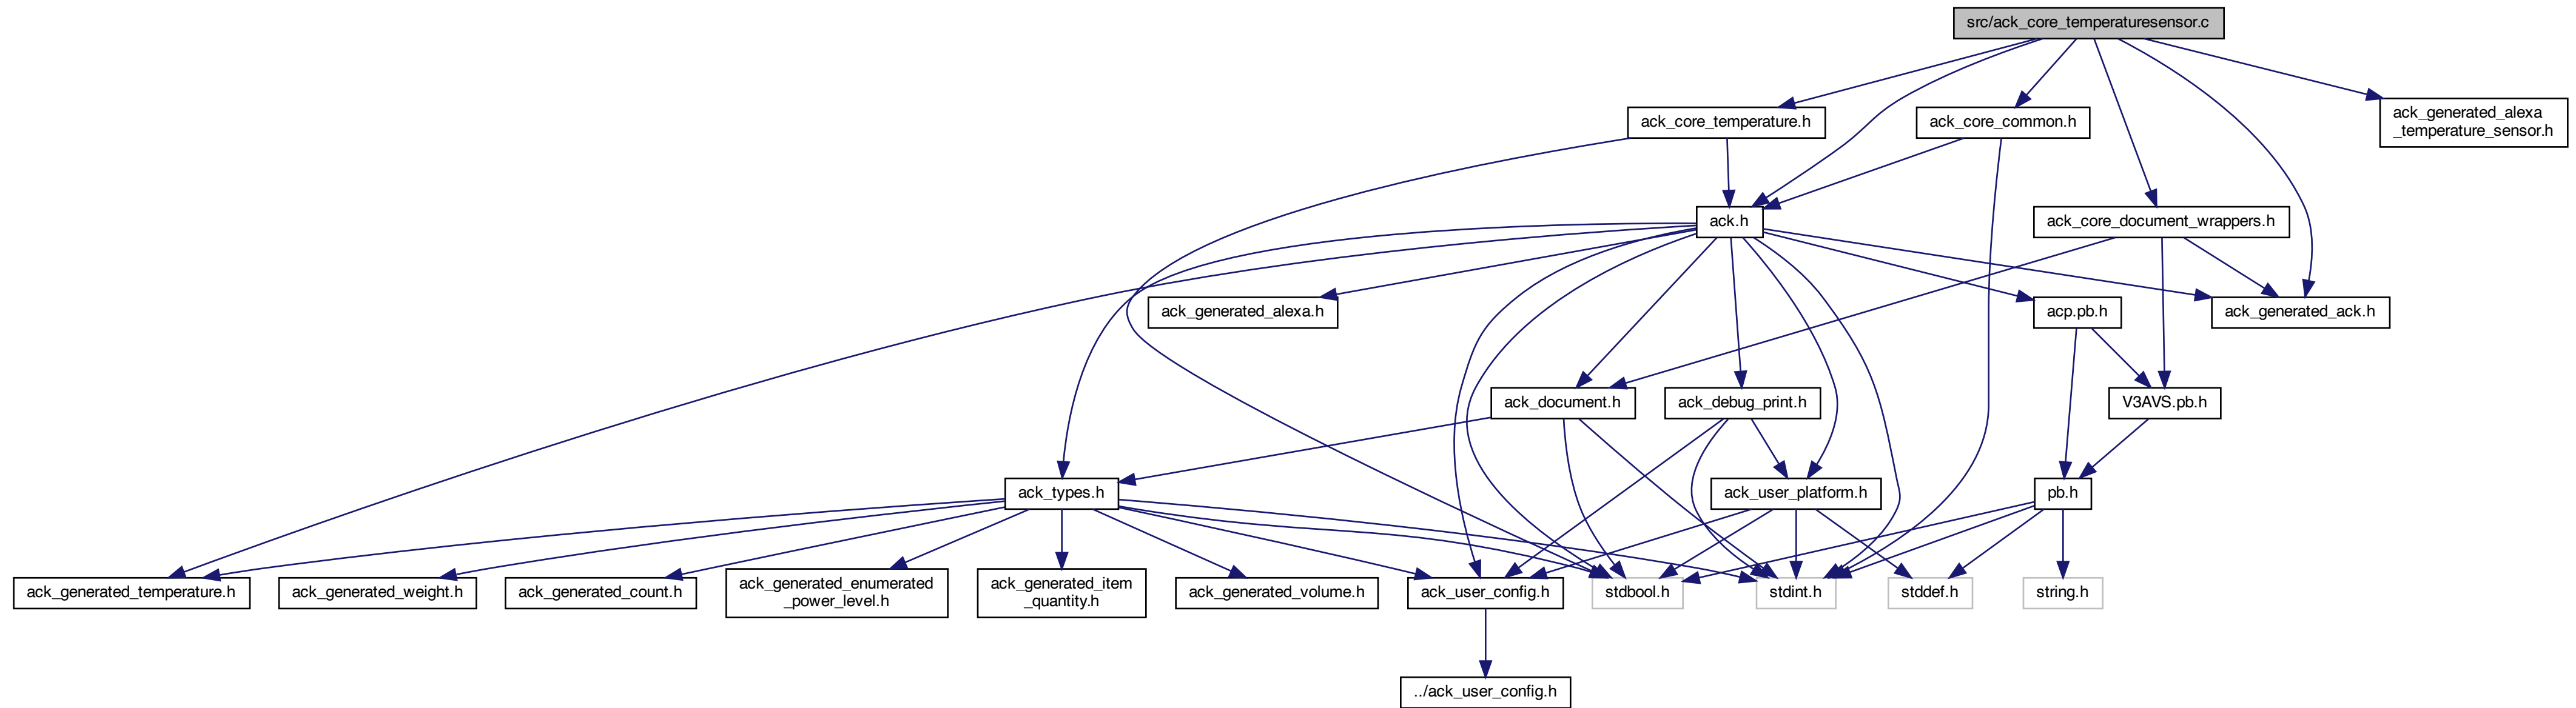 src/ack_core_temperaturesensor.c
ack_core_temperature.h
ack_core_common.h
ack_generated_alexa
_temperature_sensor.h
ack.h
ack_core_document_wrappers.h
ack_generated_alexa.h
acp.pb.h
ack_generated_ack.h
ack_document.h
ack_debug_print.h
V3AVS.pb.h
ack_types.h
ack_user_platform.h
pb.h
ack_generated_temperature.h
ack_generated_weight.h
ack_generated_count.h
ack_generated_enumerated
_power_level.h
ack_generated_item
_quantity.h
ack_generated_volume.h
ack_user_config.h
stdbool.h
stdint.h
stddef.h
string.h
../ack_user_config.h